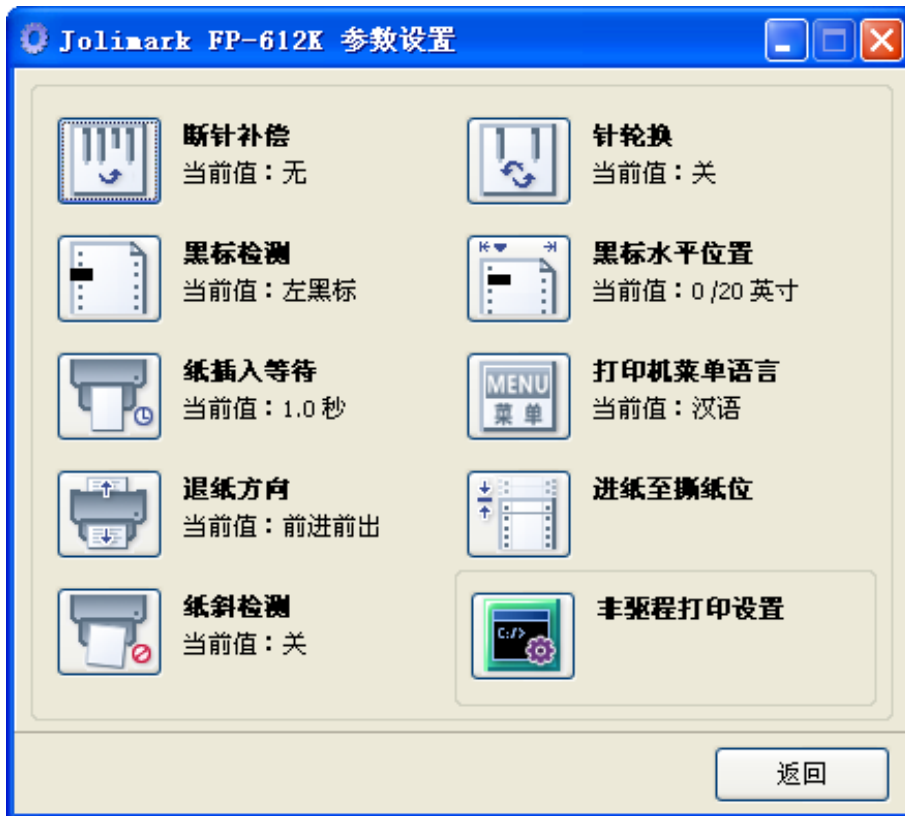 Jolimark FP-612K 参数设置
断针补偿
当前值：无
针轮换
当前值：关
黑标检测
当前值：左黑标
黑标水平位置
当前值：0 /20 英寸
纸插入等待
当前值：1.0 秒
MENU
菜 单
打印机菜单语言
当前值：汉语
退纸方向
当前值：前进前出
进纸至撕纸位
纸斜检测
当前值：关
C:/>
非驱程打印设置
返回